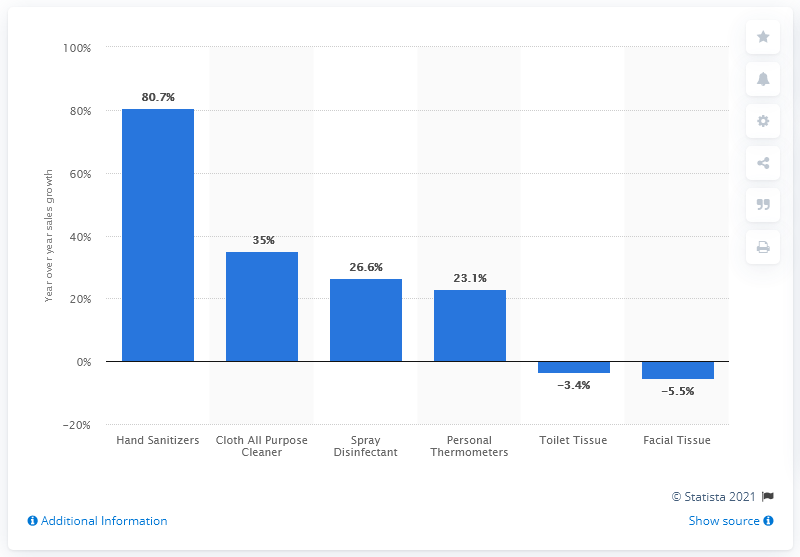 100%
80%
60%
40%
20%
0%
−20%
Year over year sales growth
80.7%
35%
26.6%
23.1%
−3.4%
−5.5%
Hand Sanitizers
Cloth All Purpose
Cleaner
Spray
Disinfectant
Personal
Thermometers
Toilet Tissue
Facial Tissue
© Statista 2021
Additional Information
Show source